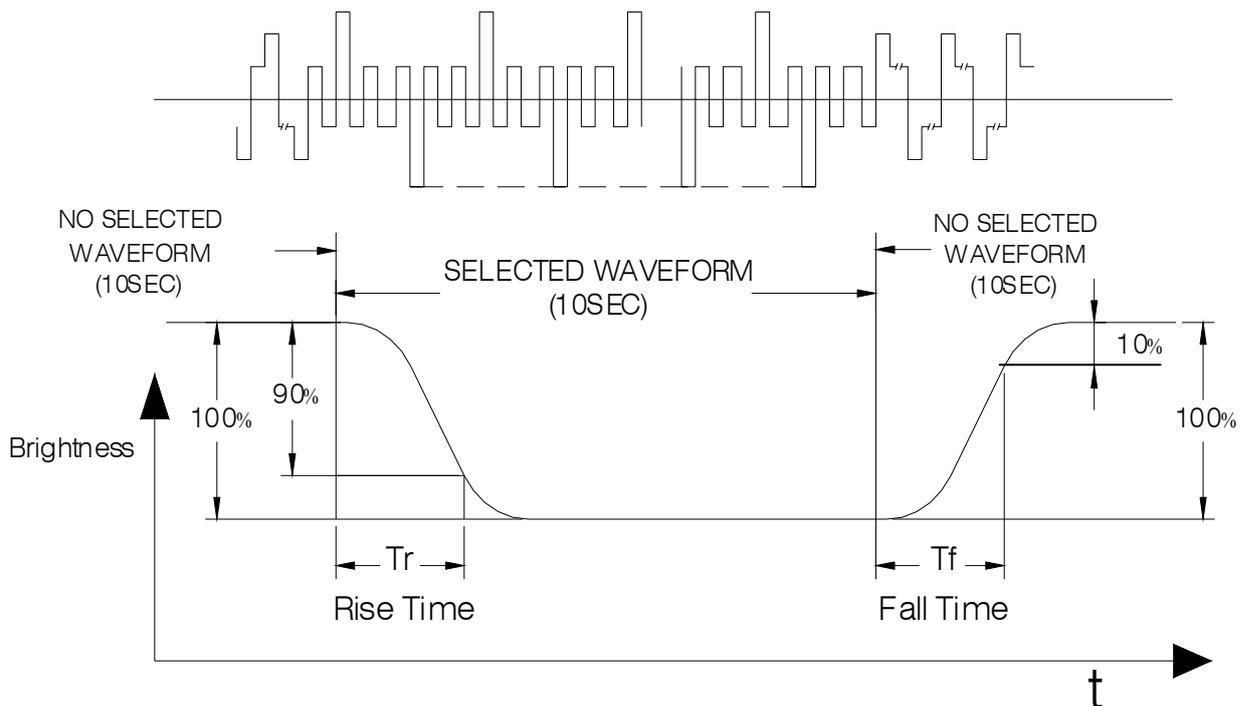 NO SELECTED
WAVEFORM
(10SEC)
SELECTED WAVEFORM
(10SEC)
NO SELECTED
WAVEFORM
(10SEC)
10%
90%
100%
100%
Brightness
Tr
Tf
Rise Time
Fall Time
t